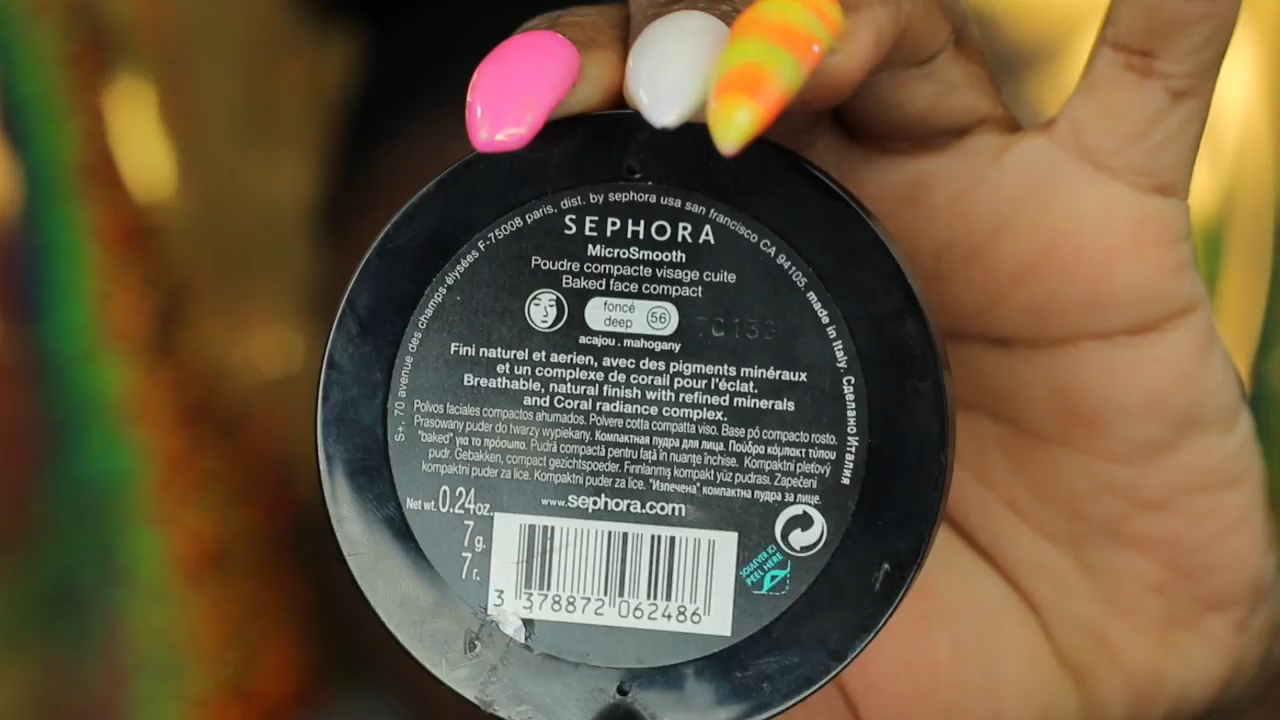 S+, 70 avenue des champs-élysées F-75008 paris, dist. by sephora usa san francisco CA 94105. made in Italy. Сделано Италия
SEPHORA
MicroSmooth
Poudre compacte visage cuite
Baked face compact
foncé
deep
56
acajou . mahogany
Fini naturel et aerien, avec des pigments minéraux
et un complexe de corail pour l'éclat.
Breathable, natural finish with refined minerals
and Coral radiance complex.
Polvos faciales compactos ahumados. Polvere cotta compatta viso. Base pó compacto rosto.
Prasowany puder do twarzy wypiekany. Компактная пудра для лица. Πούδρα κόμπακτ τύπου
"baked" για το πρόσωπο. Pudră compactă pentru faţă în nuanţe închise. Kompaktní pleťový
pudr. Gebakken, compact gezichtspoeder. Fırınlanmış kompakt yüz pudrası. Zapečeni
kompaktni puder za lice. Kompaktni puder za lice. "Изпечена" компактна пудра за лице.
www.sephora.com
Net wt. 0.24oz.
7g.
7г.
SOULEVER ICI
PEEL HERE
3 378872 062486